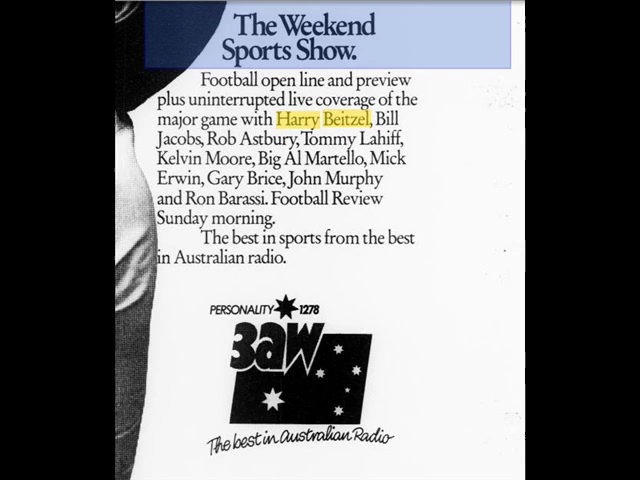 The Weekend
Sports Show.
Football open line and preview
plus uninterrupted live coverage of the
major game with Harry Beitzel, Bill
Jacobs, Rob Astbury, Tommy Lahiff,
Kelvin Moore, Big Al Martello, Mick
Erwin, Gary Brice, John Murphy
and Ron Barassi. Football Review
Sunday morning.
The best in sports from the best
in Australian radio.
PERSONALITY 1278
3aw
The best in Australian Radio